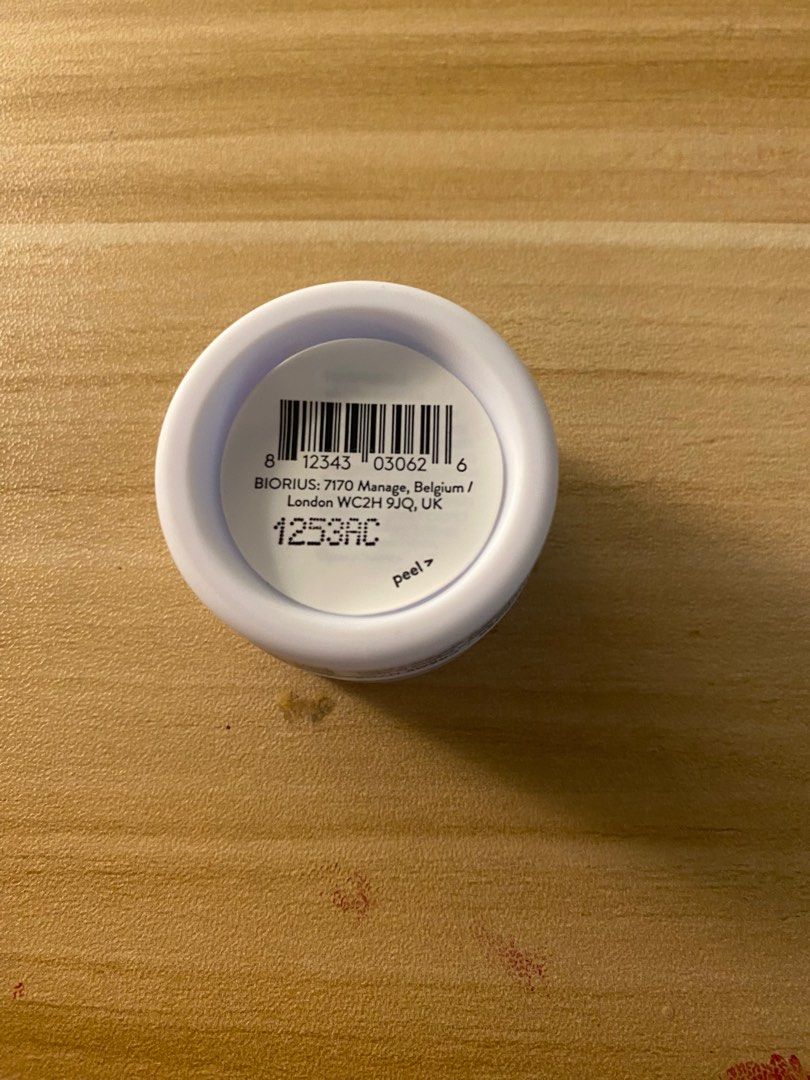 8 12343 03062 6
BIORIUS: 7170 Manage, Belgium /
London WC2H 9JQ, UK
1253AC
peel >